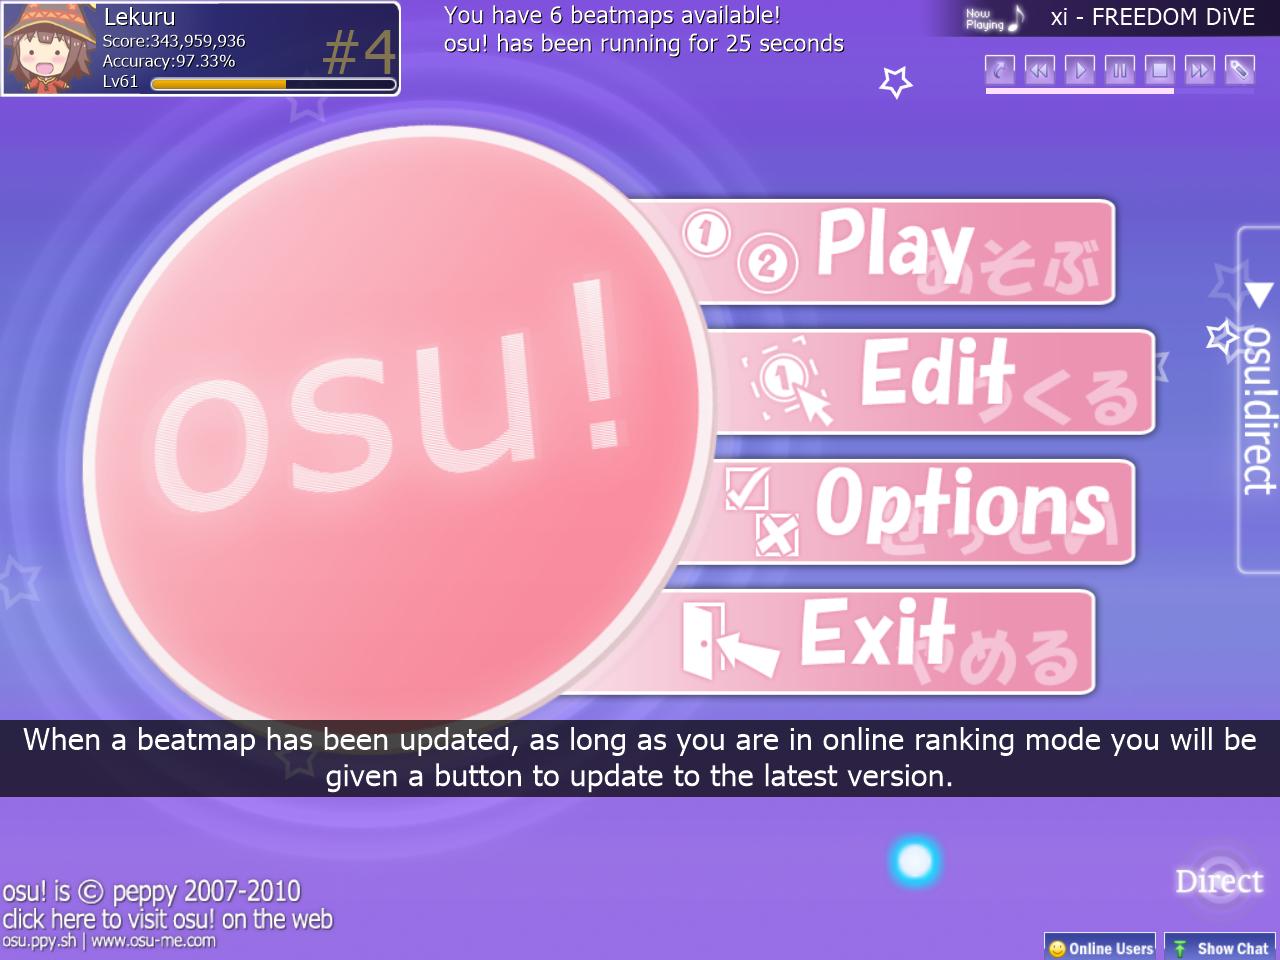 Lekuru
Score:343,959,936
Accuracy:97.33%
Lv61
#4
You have 6 beatmaps available!
osu! has been running for 25 seconds
Now Playing
xi - FREEDOM DiVE
osu!
1
2
Play
あそぶ
1
Edit
つくる
Options
せってい
Exit
やめる
osu!direct
When a beatmap has been updated, as long as you are in online ranking mode you will be
given a button to update to the latest version.
osu! is © peppy 2007-2010
click here to visit osu! on the web
osu.ppy.sh | www.osu-me.com
Direct
Online Users
Show Chat